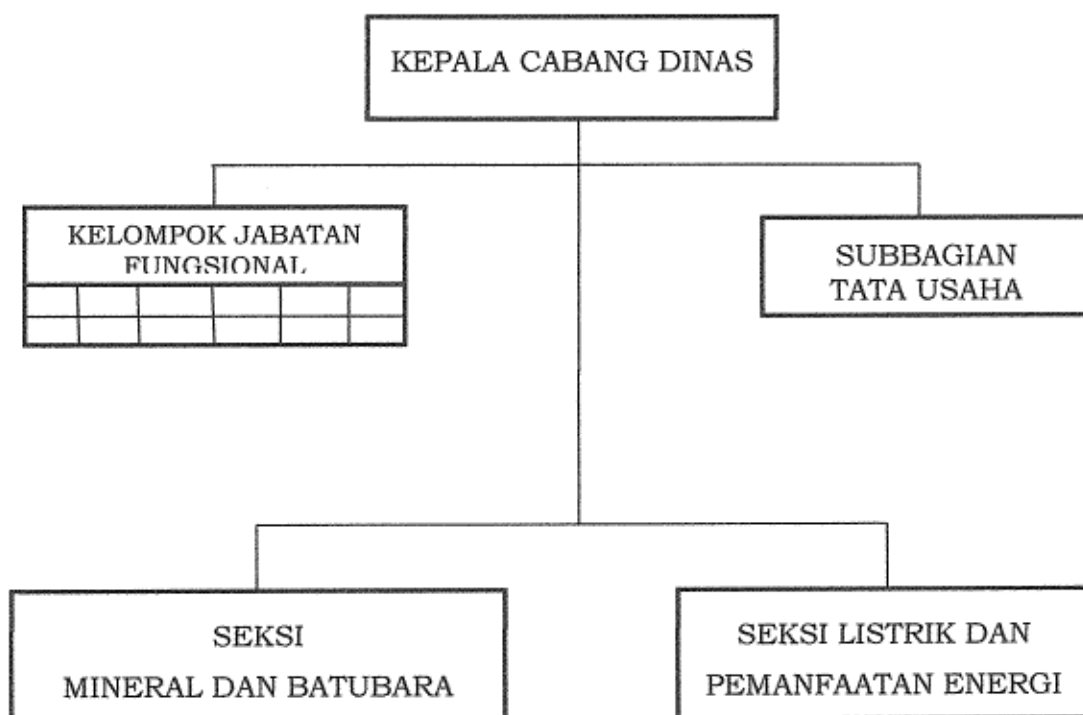 KEPALA CABANG DINAS
KELOMPOK JABATAN
FUNGSIONAL
SUBBAGIAN
TATA USAHA
SEKSI
MINERAL DAN BATUBARA
SEKSI LISTRIK DAN
PEMANFAATAN ENERGI